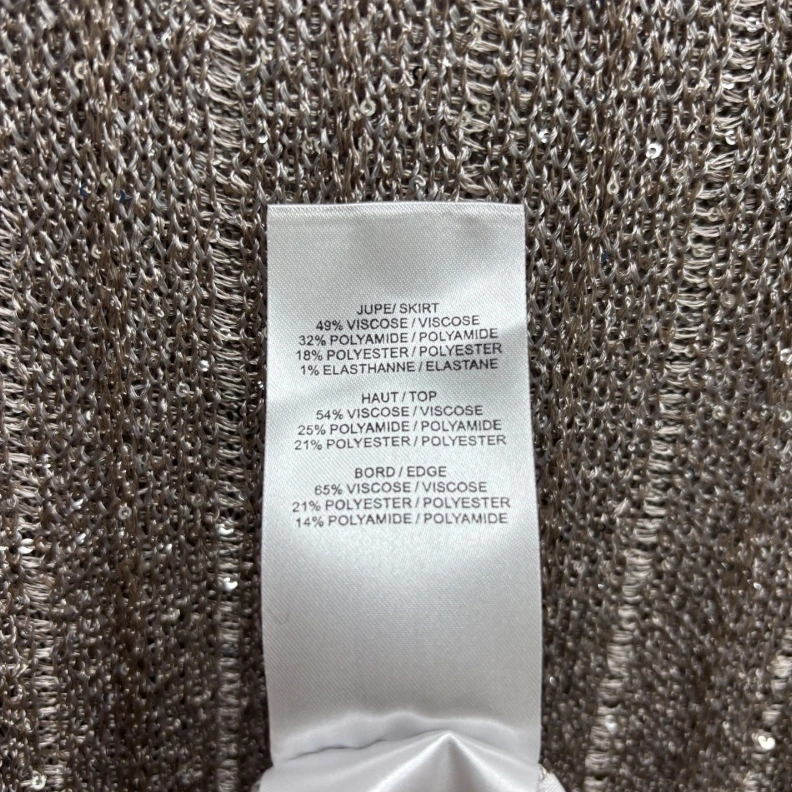 JUPE/ SKIRT
49% VISCOSE / VISCOSE
32% POLYAMIDE / POLYAMIDE
18% POLYESTER / POLYESTER
1% ELASTHANNE / ELASTANE
HAUT / TOP
54% VISCOSE / VISCOSE
25% POLYAMIDE / POLYAMIDE
21% POLYESTER / POLYESTER
BORD / EDGE
65% VISCOSE / VISCOSE
21% POLYESTER / POLYESTER
14% POLYAMIDE / POLYAMIDE